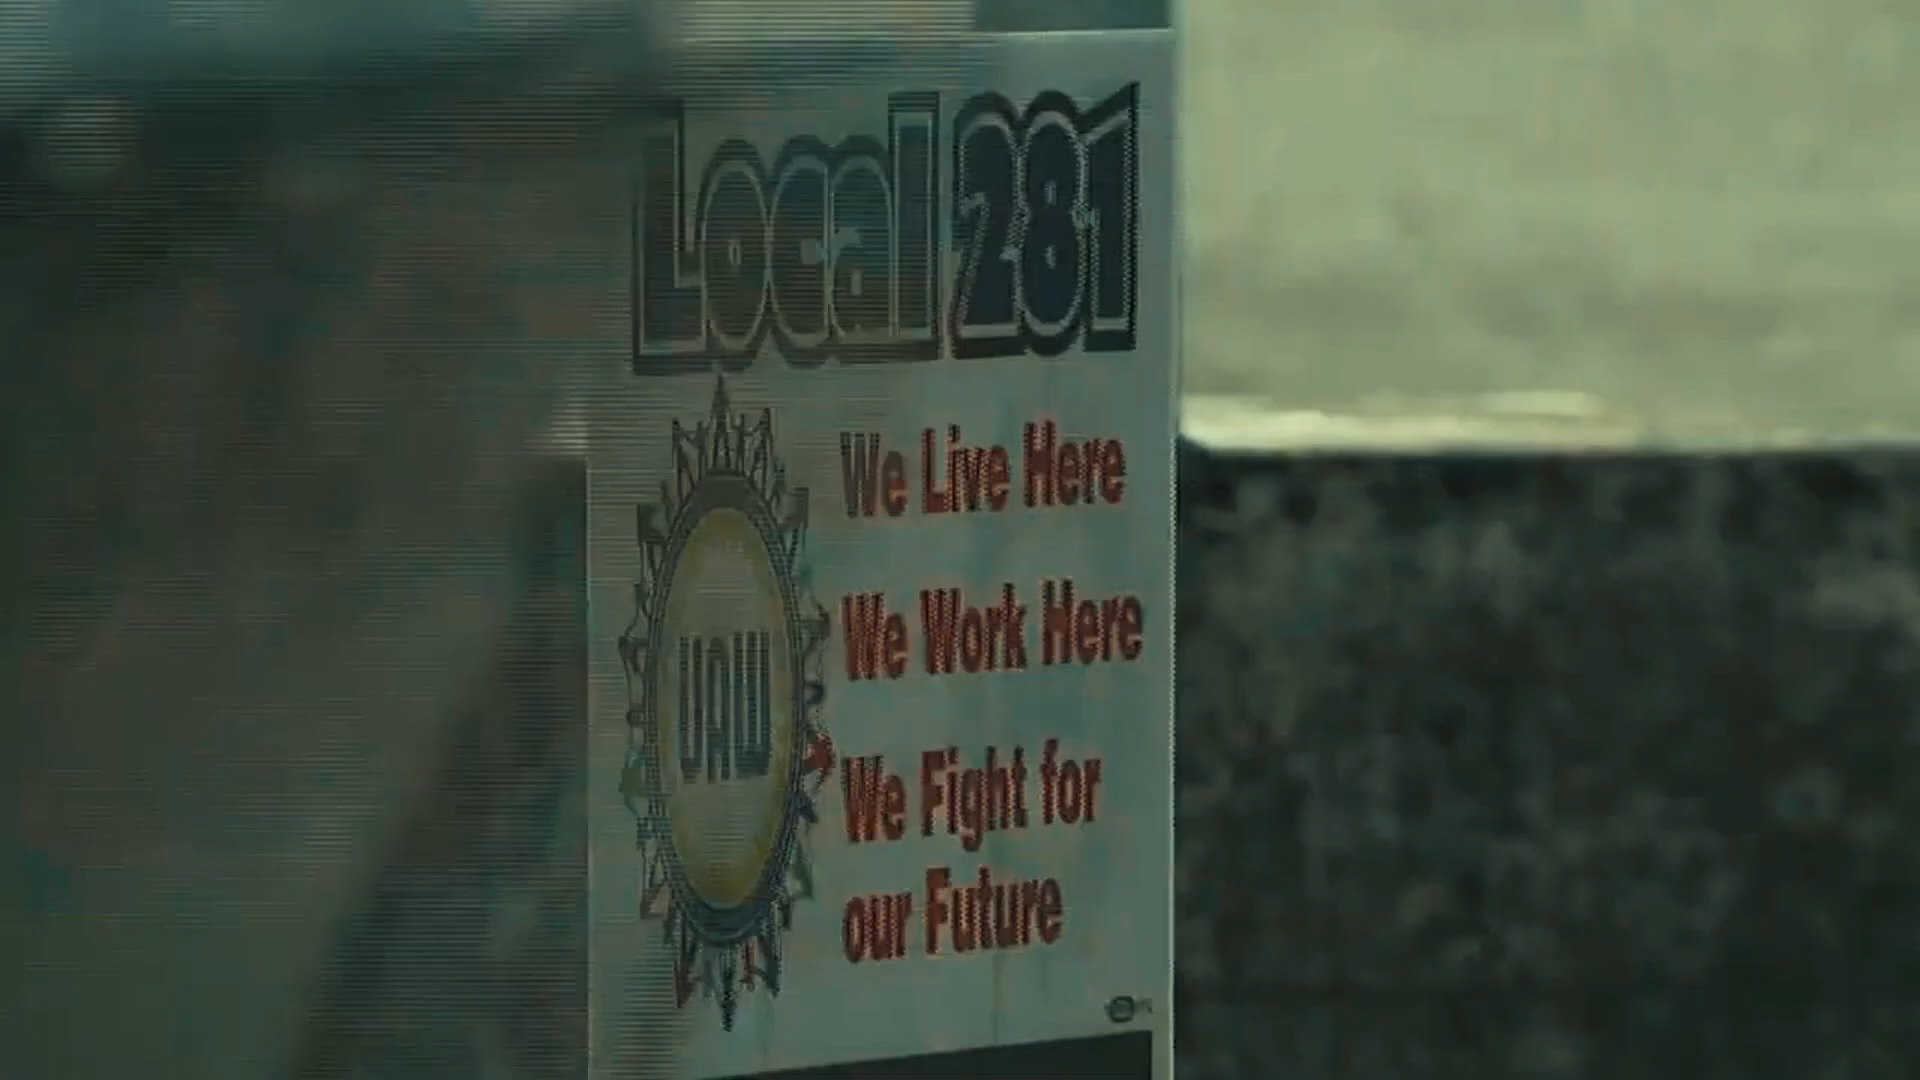 Local 281
We Live Here
UAW
We Work Here
We Fight for
our Future